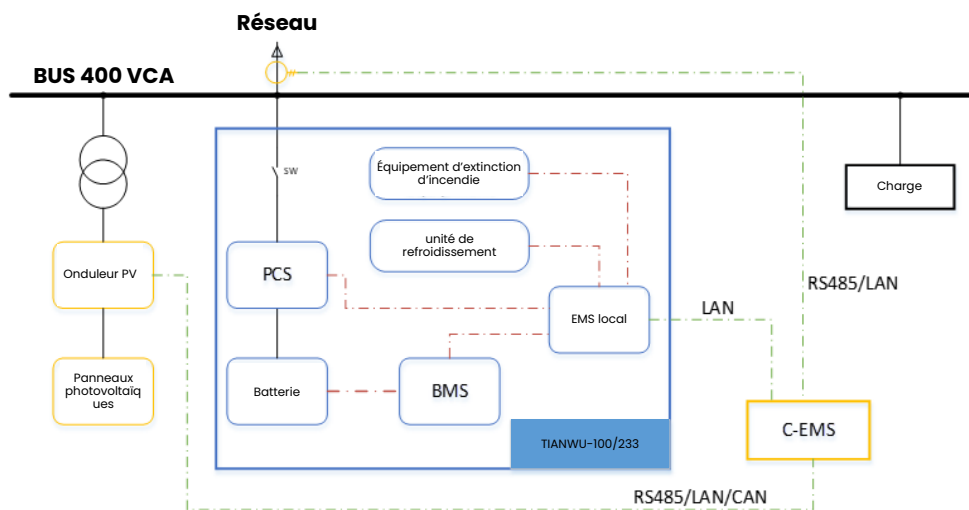 Réseau
BUS 400 VCA
SW
Équipement d'extinction
d'incendie
Charge
unité de
refroidissement
PCS
Onduleur PV
RS485/LAN
LAN
EMS local
Panneaux
photovoltaïq
ues
Batterie
BMS
C-EMS
TIANWU-100/233
RS485/LAN/CAN